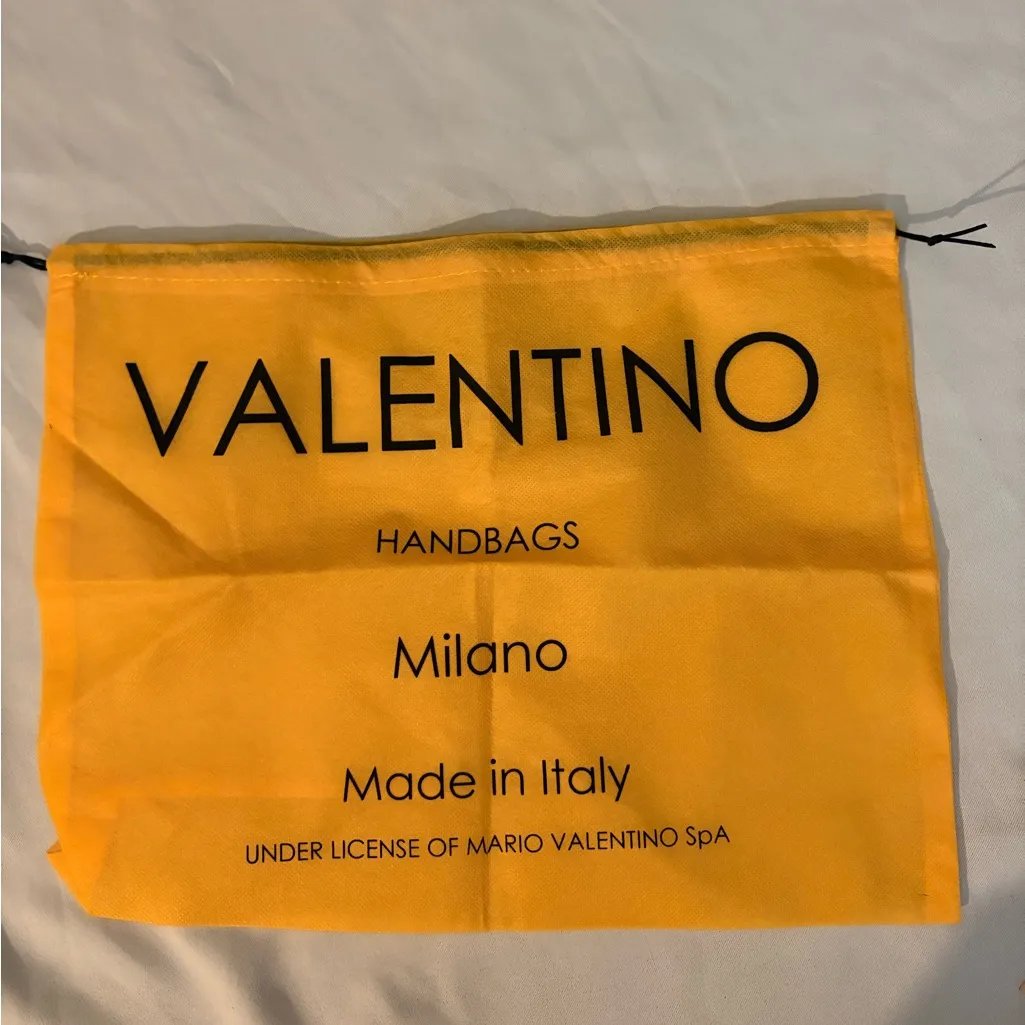 VALENTINO
HANDBAGS
Milano
Made in Italy
UNDER LICENSE OF MARIO VALENTINO SpA